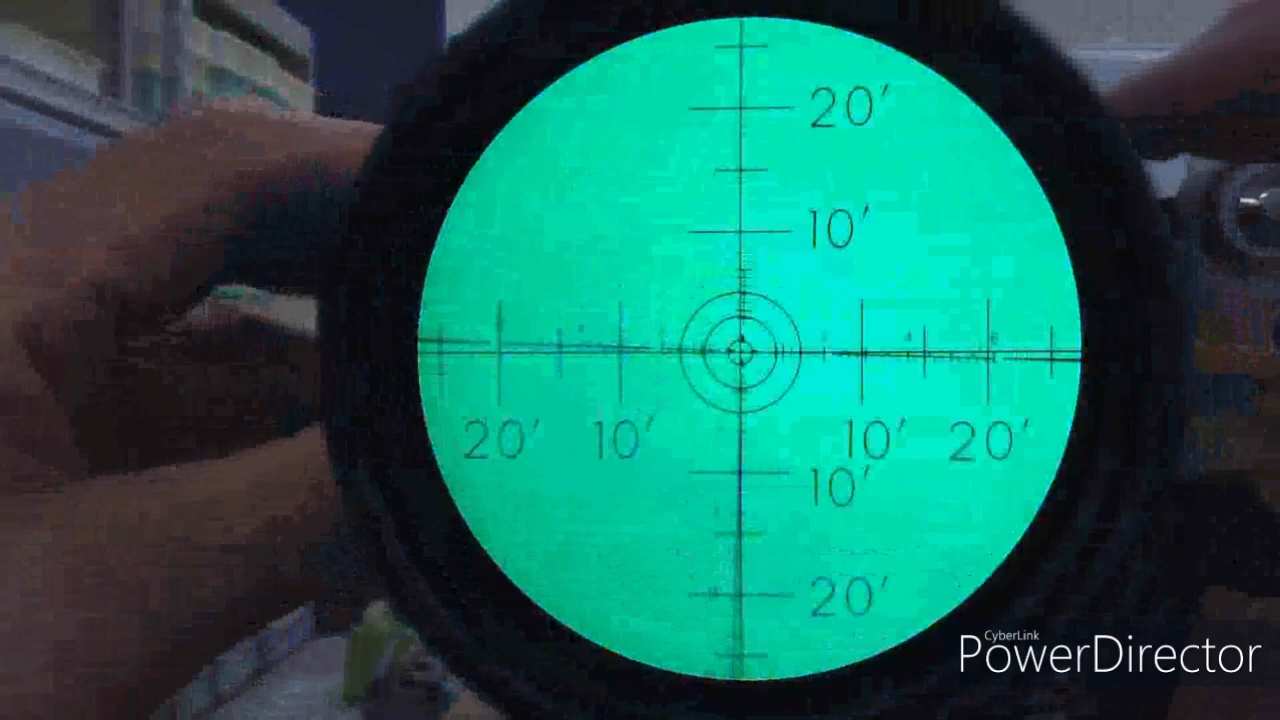 20′
10′
20′ 10′ 10′ 20′
10′
20′
CyberLink
PowerDirector